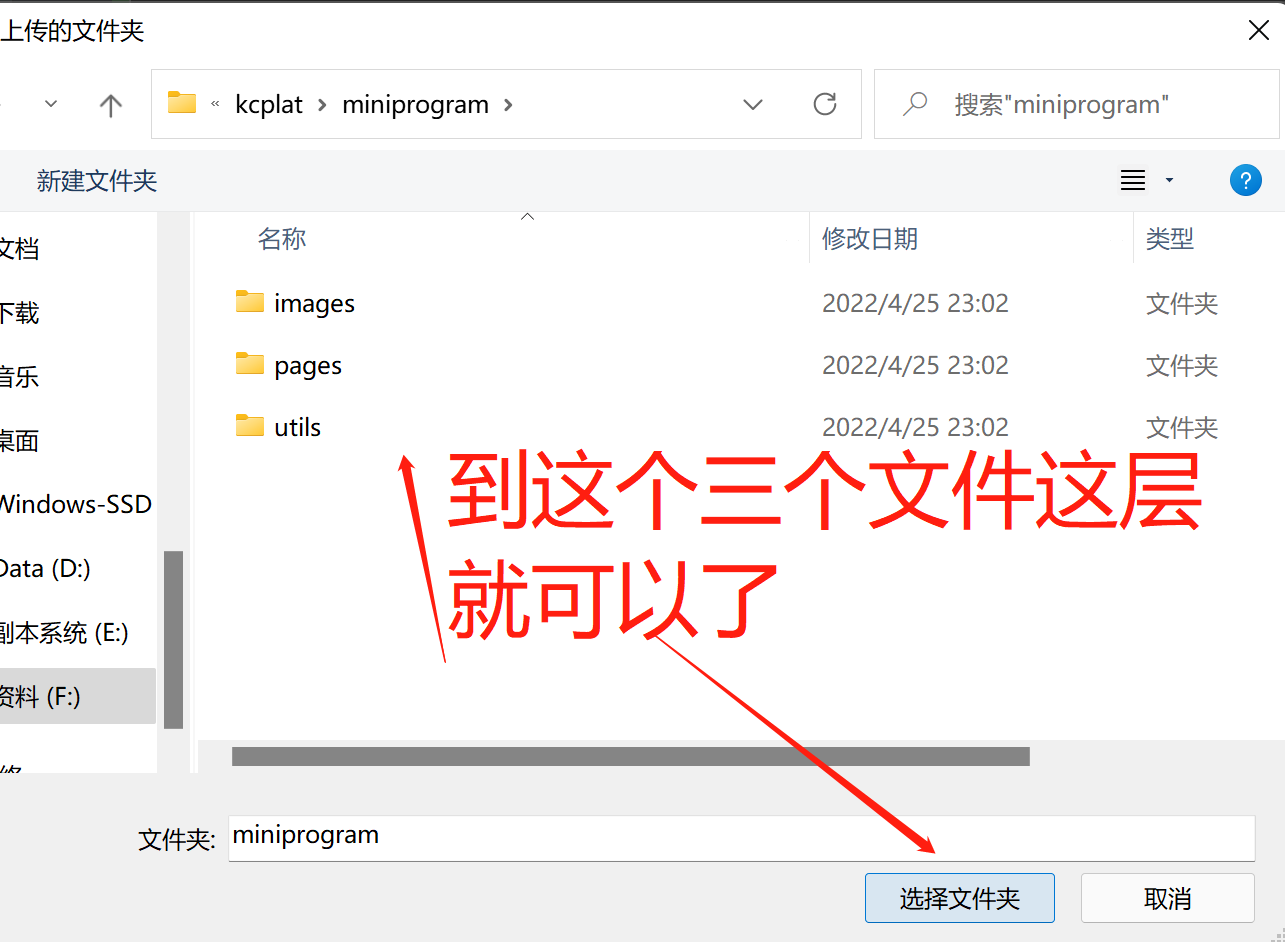 上传的文件夹
« kcplat > miniprogram >
搜索"miniprogram"
新建文件夹
?
名称 修改日期 类型
文档
下载
音乐
桌面
Windows-SSD
Data (D:)
副本系统 (E:)
资料 (F:)
images 2022/4/25 23:02 文件夹
pages 2022/4/25 23:02 文件夹
utils 2022/4/25 23:02 文件夹
到这个三个文件这层
就可以了
文件夹: miniprogram
选择文件夹 取消